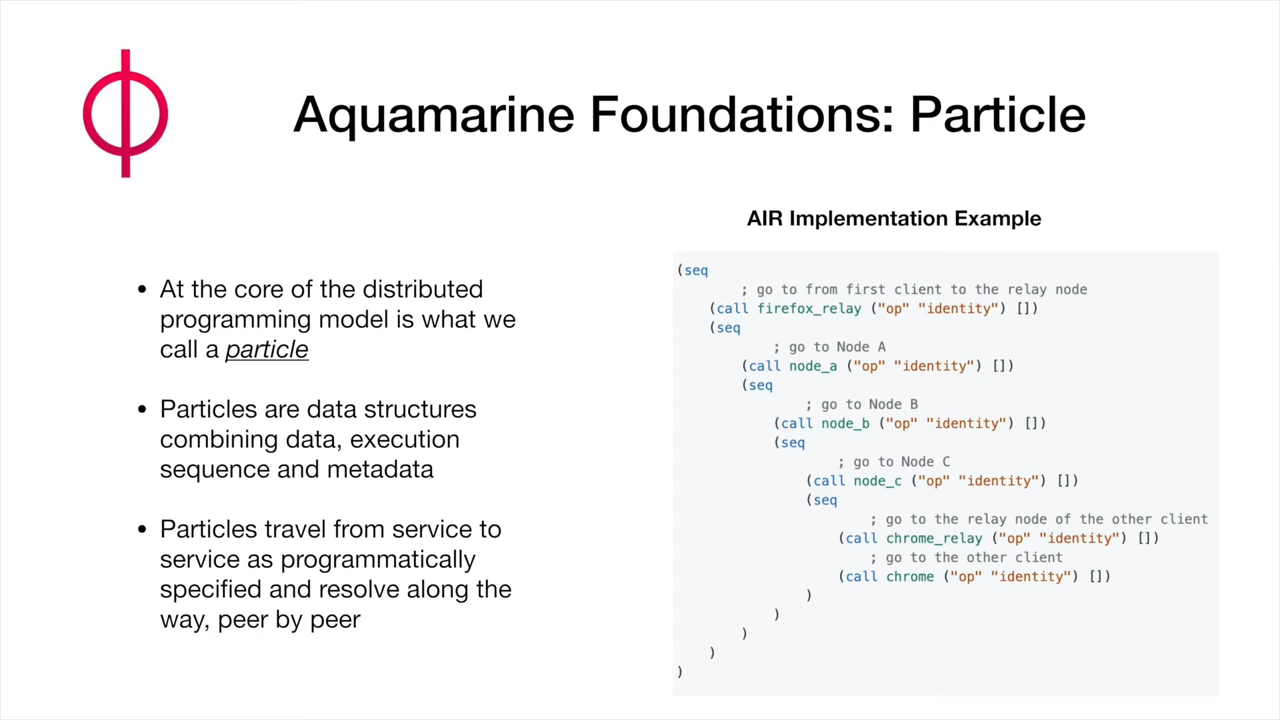 Aquamarine Foundations: Particle
• At the core of the distributed
programming model is what we
call a particle
• Particles are data structures
combining data, execution
sequence and metadata
• Particles travel from service to
service as programmatically
specified and resolve along the
way, peer by peer
AIR Implementation Example
(seq
; go to from first client to the relay node
(call firefox_relay ("op" "identity") [])
(seq
; go to Node A
(call node_a ("op" "identity") [])
(seq
; go to Node B
(call node_b ("op" "identity") [])
(seq
; go to Node C
(call node_c ("op" "identity") [])
(seq
; go to the relay node of the other client
(call chrome_relay ("op" "identity") [])
; go to the other client
(call chrome ("op" "identity") [])
)
)
)
)
)